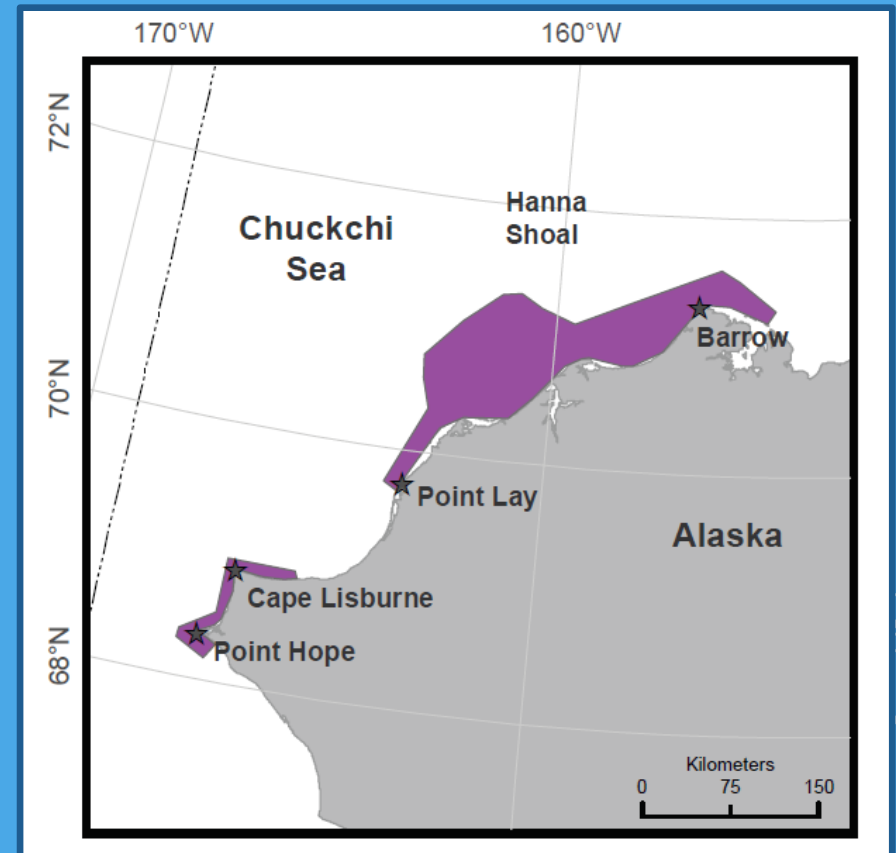 170°W
160°W
72°N
Hanna
Shoal
Chuckchi
Sea
Barrow
70°N
Point Lay
Alaska
Cape Lisburne
Point Hope
68°N
Kilometers
0 75 150